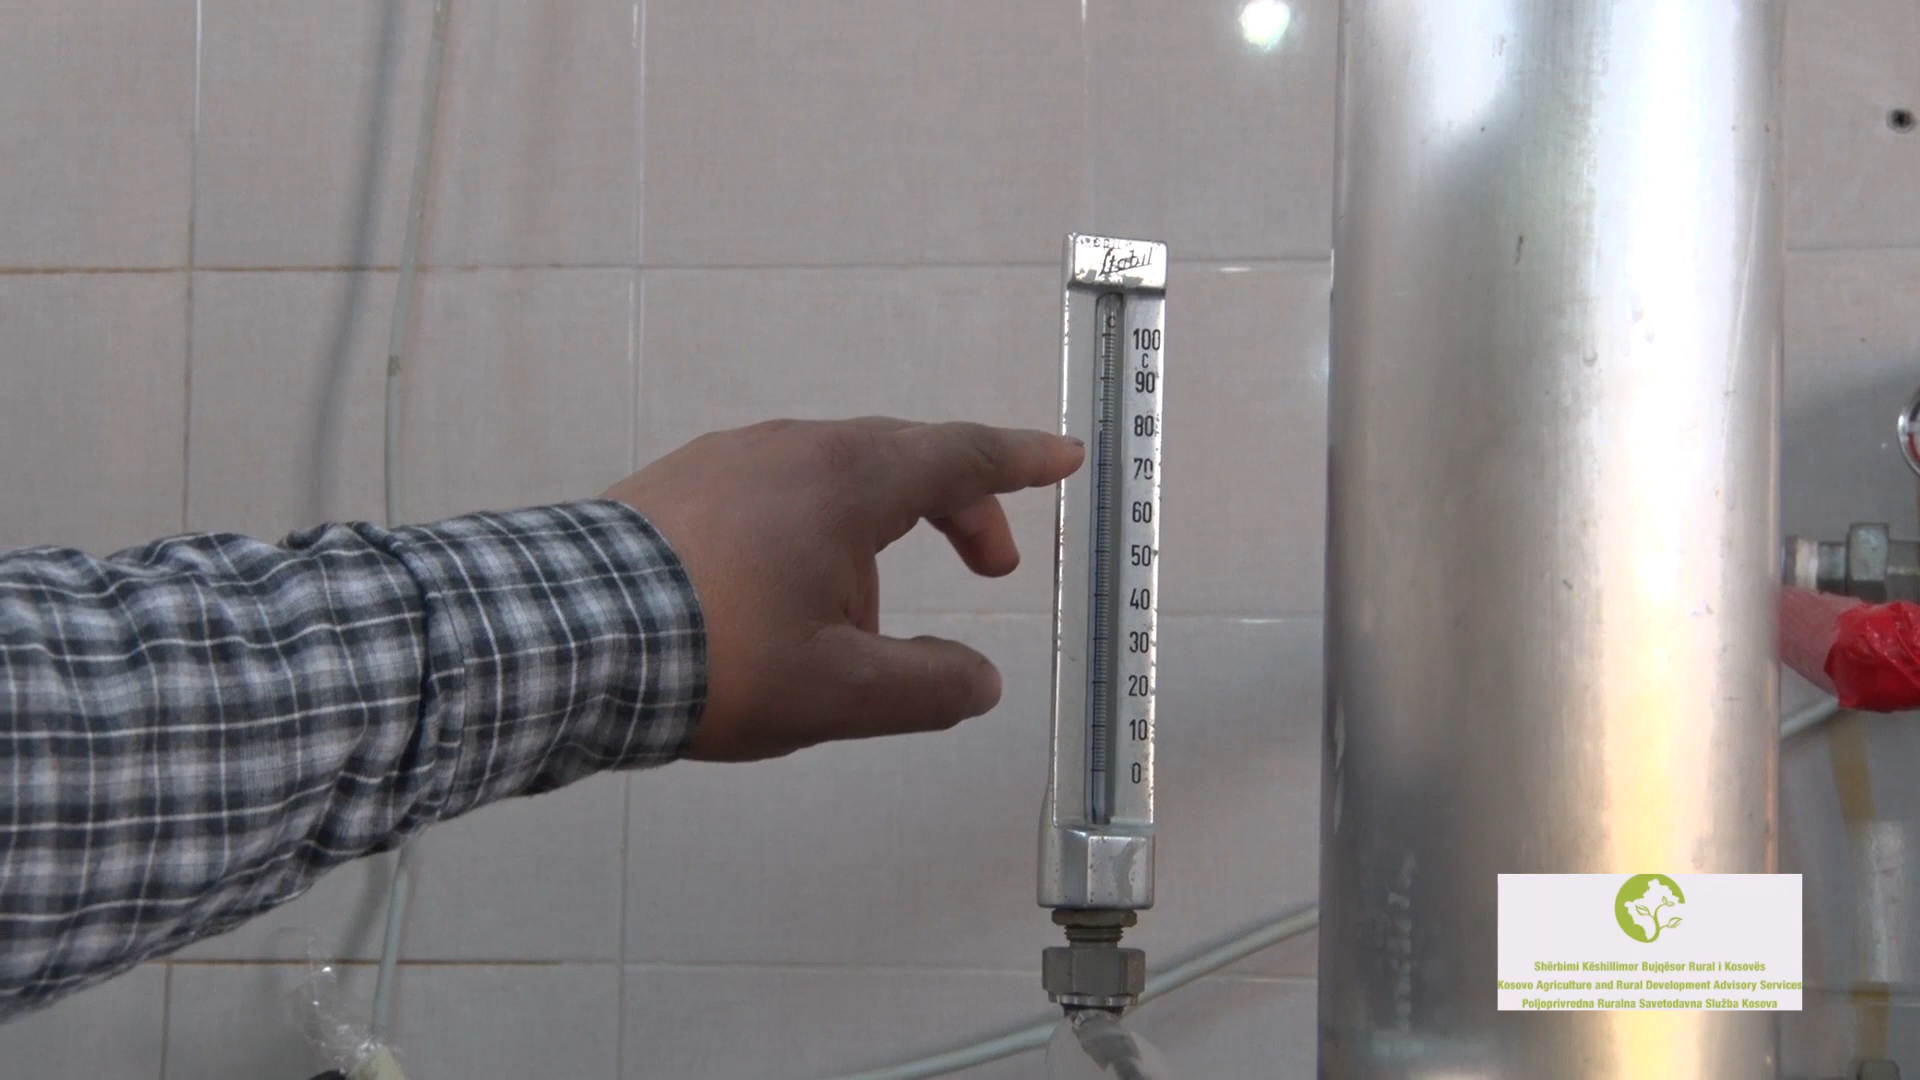 Stabil
C
100
C
90
80
70
60
50
40
30
20
10
0
Shërbimi Këshillimor Bujqësor Rural i Kosovës
Kosovo Agriculture and Rural Development Advisory Services
Poljoprivredna Ruralna Savetodavna Služba Kosova